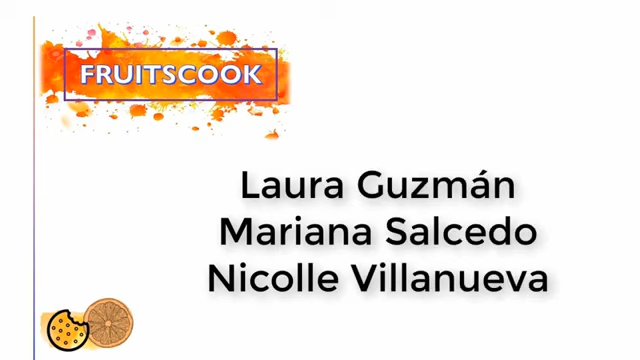 FRUITSCOOK
Laura Guzmán
Mariana Salcedo
Nicolle Villanueva